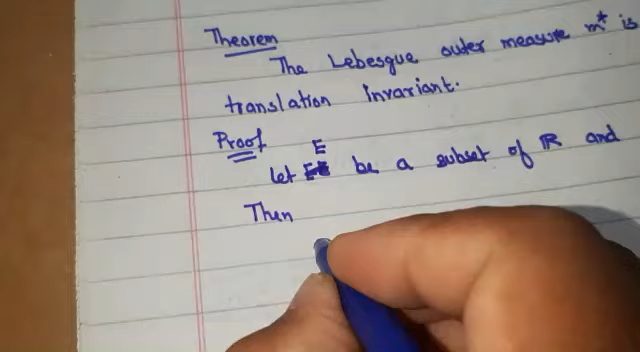 Theorem
The Lebesgue outer measure m* is
translation invariant.
Proof
E
Let be a subset of ℝ and
Then